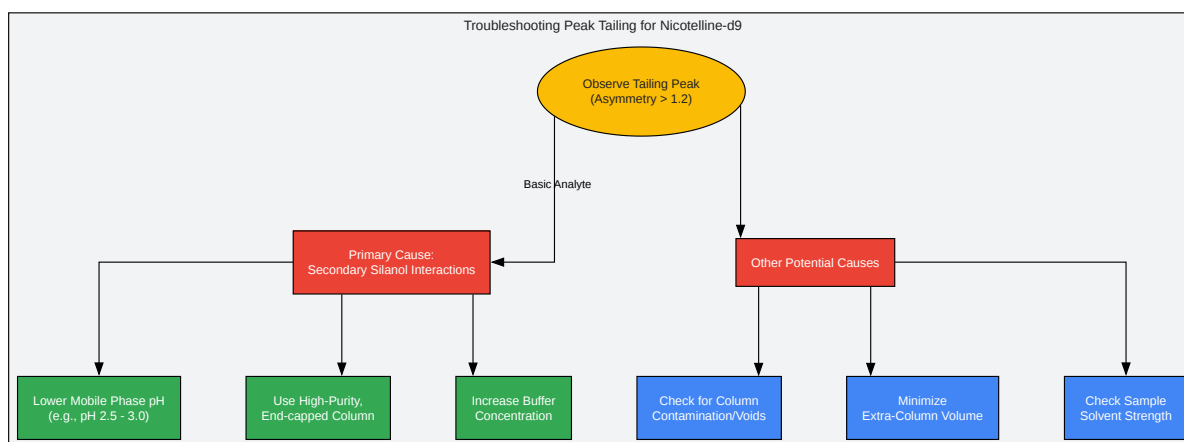 Troubleshooting Peak Tailing for Nicotelline-d9
Observe Tailing Peak
(Asymmetry > 1.2)
Basic Analyte
Primary Cause:
Secondary Silanol Interactions
Other Potential Causes
Lower Mobile Phase pH
(e.g., pH 2.5 - 3.0)
Use High-Purity,
End-capped Column
Increase Buffer
Concentration
Check for Column
Contamination/Voids
Minimize
Extra-Column Volume
Check Sample
Solvent Strength